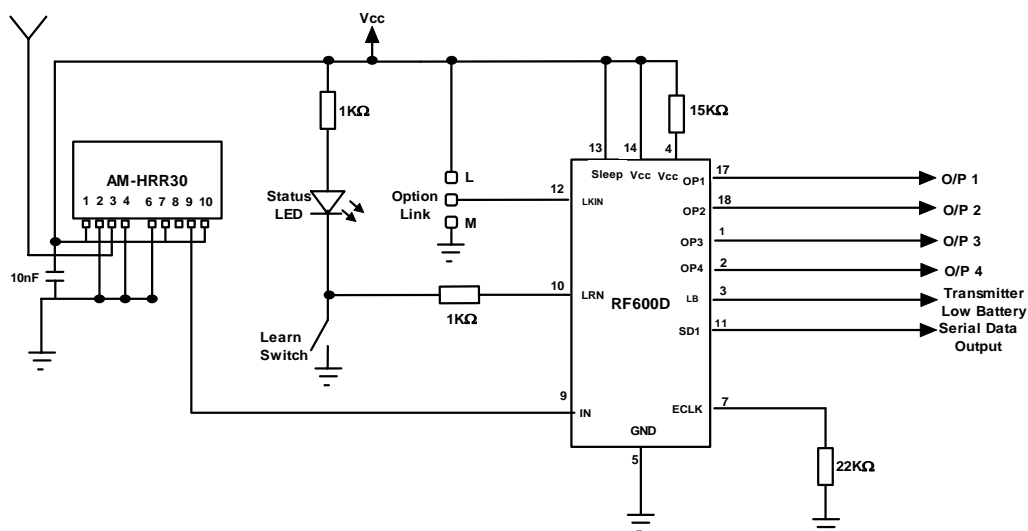 Vcc
1KΩ
15KΩ
AM-HRR30
1 2 3 4 6 7 8 9 10
10nF
Status
LED
Option
Link
L
M
Learn
Switch
1KΩ
13
14
4
Sleep Vcc Vcc
12
LKIN
10
LRN
9
IN
RF600D
GND
5
OP1
17
O/P 1
OP2
18
O/P 2
OP3
1
O/P 3
OP4
2
O/P 4
LB
3
Transmitter
Low Battery
SD1
11
Serial Data
Output
ECLK
7
22KΩ